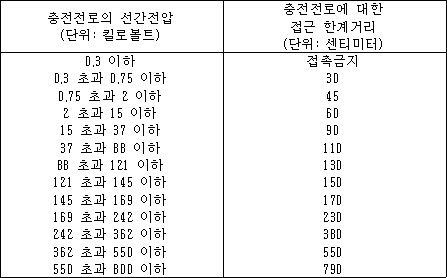 충전전로의 선간전압 충전전로에 대한
(단위: 킬로볼트) 접근 한계거리
(단위: 센티미터)
0.3 이하 접촉금지
0.3 초과 0.75 이하 30
0.75 초과 2 이하 45
2 초과 15 이하 60
15 초과 37 이하 90
37 초과 88 이하 110
88 초과 121 이하 130
121 초과 145 이하 150
145 초과 169 이하 170
169 초과 242 이하 230
242 초과 362 이하 380
362 초과 550 이하 550
550 초과 800 이하 790